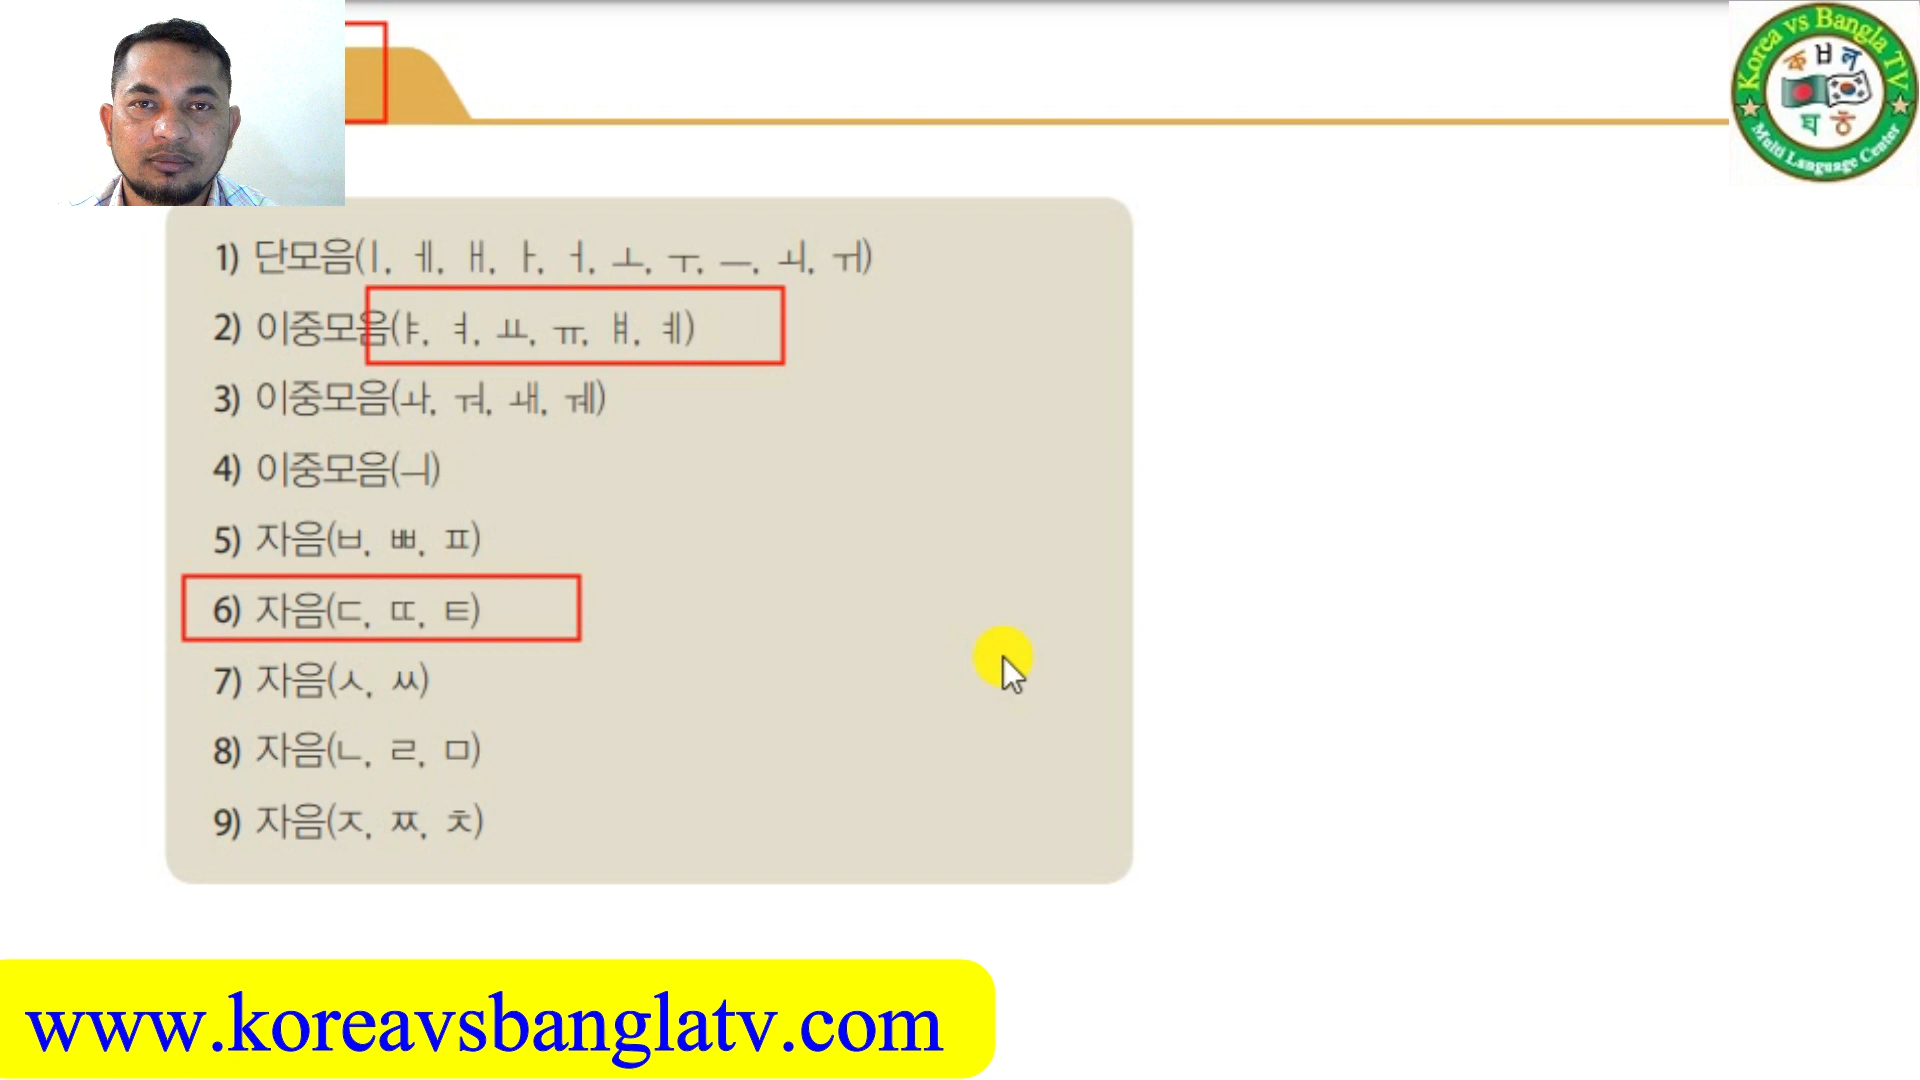 Korea vs Bangla TV
ক ㅂ ল
ঘ ㅎ
Multi Language Center
1) 단모음(ㅣ, ㅔ, ㅐ, ㅏ, ㅓ, ㅗ, ㅜ, ㅡ, ㅚ, ㅟ)
2) 이중모음(ㅑ, ㅕ, ㅛ, ㅠ, ㅒ, ㅖ)
3) 이중모음(ㅘ, ㅝ, ㅙ, ㅞ)
4) 이중모음(ㅢ)
5) 자음(ㅂ, ㅃ, ㅍ)
6) 자음(ㄷ, ㄸ, ㅌ)
7) 자음(ㅅ, ㅆ)
8) 자음(ㄴ, ㄹ, ㅁ)
9) 자음(ㅈ, ㅉ, ㅊ)
www.koreavsbanglatv.com